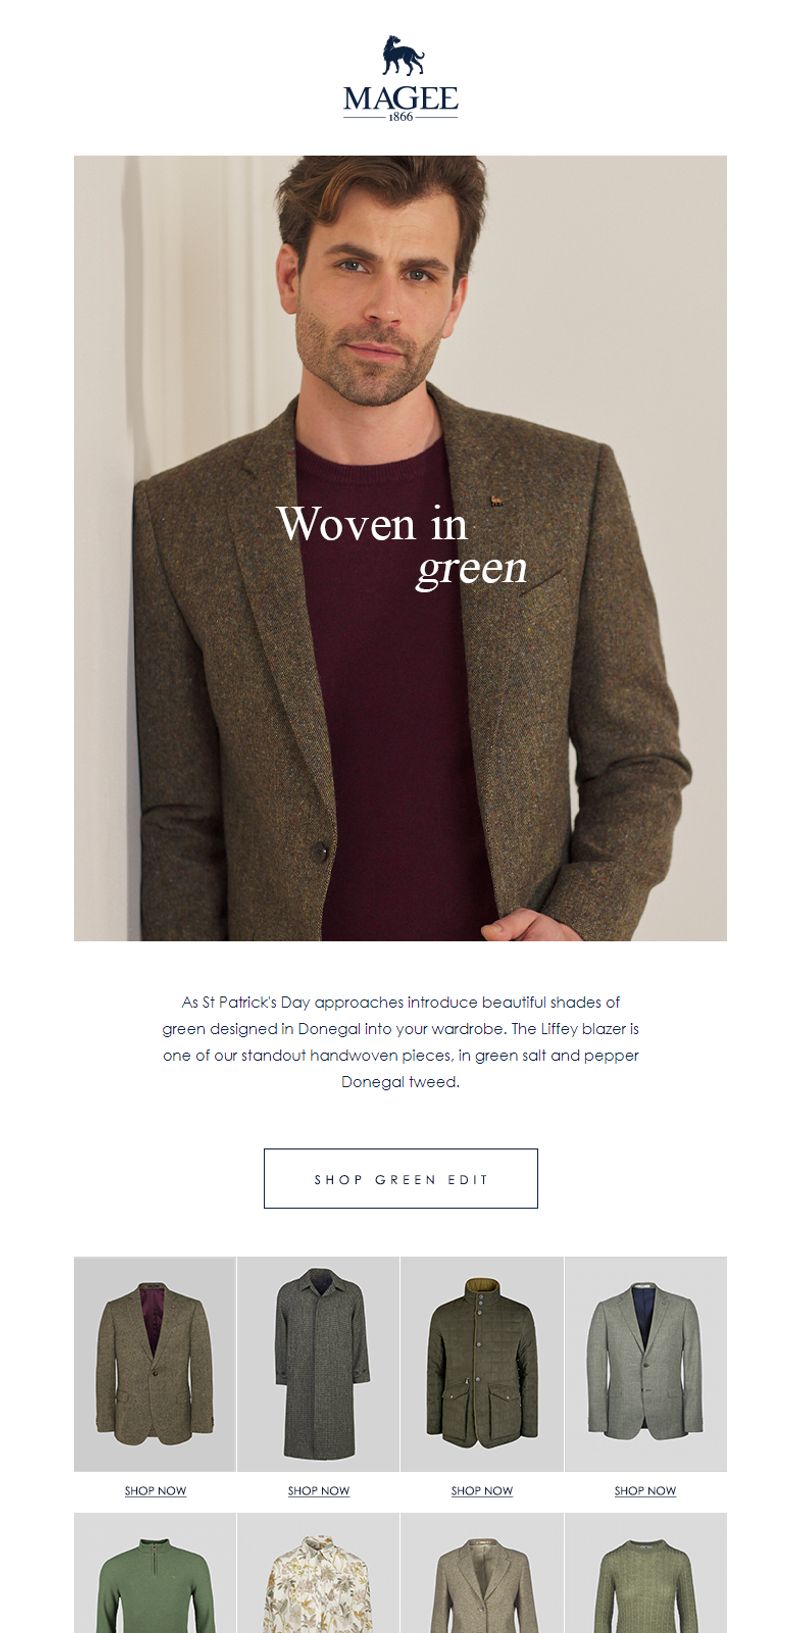 MAGEE
1866
Woven in
green
As St Patrick's Day approaches introduce beautiful shades of
green designed in Donegal into your wardrobe. The Liffey blazer is
one of our standout handwoven pieces, in green salt and pepper
Donegal tweed.
SHOP GREEN EDIT
SHOP NOW
SHOP NOW
SHOP NOW
SHOP NOW